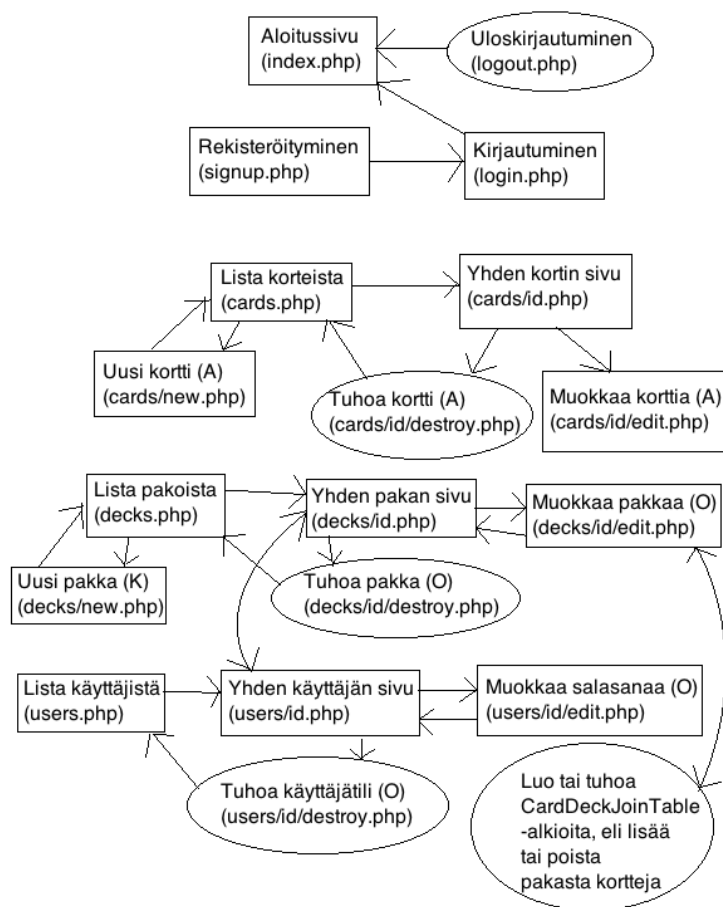 Aloitussivu
(index.php)
Uloskirjautuminen
(logout.php)
Rekisteröityminen
(signup.php)
Kirjautuminen
(login.php)
Lista korteista
(cards.php)
Yhden kortin sivu
(cards/id.php)
Uusi kortti (A)
(cards/new.php)
Tuhoa kortti (A)
(cards/id/destroy.php)
Muokkaa korttia (A)
(cards/id/edit.php)
Lista pakoista
(decks.php)
Yhden pakan sivu
(decks/id.php)
Muokkaa pakkaa (O)
(decks/id/edit.php)
Uusi pakka (K)
(decks/new.php)
Tuhoa pakka (O)
(decks/id/destroy.php)
Lista käyttäjistä
(users.php)
Yhden käyttäjän sivu
(users/id.php)
Muokkaa salasanaa (O)
(users/id/edit.php)
Tuhoa käyttäjätili (O)
(users/id/destroy.php)
Luo tai tuhoa
CardDeckJoinTable
-alkioita, eli lisää
tai poista
pakasta kortteja